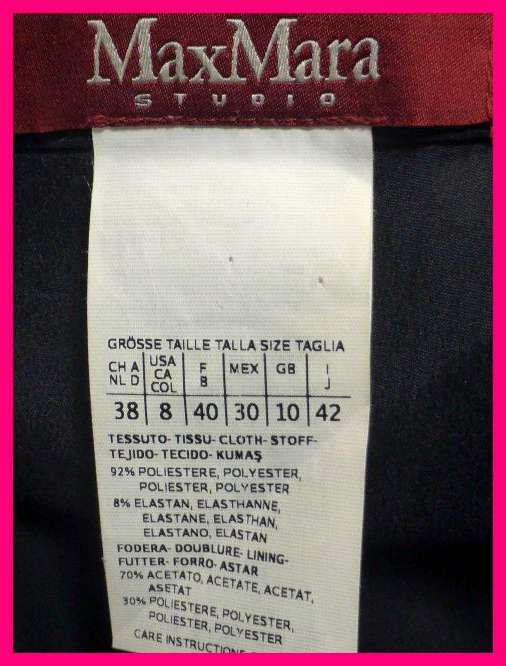 MaxMara
STUDIO
GRÖSSE TAILLE TALLA SIZE TAGLIA
CH A NL D USA CA COL F B MEX GB I J
38 8 40 30 10 42
TESSUTO- TISSU- CLOTH- STOFF-
TEJIDO- TECIDO- KUMAŞ
92% POLIESTERE, POLYESTER,
POLIESTER, POLYESTER
8% ELASTAN, ELASTHANNE,
ELASTANE, ELASTHAN,
ELASTANO, ELASTAN
FODERA- DOUBLURE- LINING-
FUTTER- FORRO- ASTAR
70% ACETATO, ACETATE, ACETAT,
ASETAT
30% POLIESTERE, POLYESTER,
POLIESTER, POLYESTER
CARE INSTRUCTION